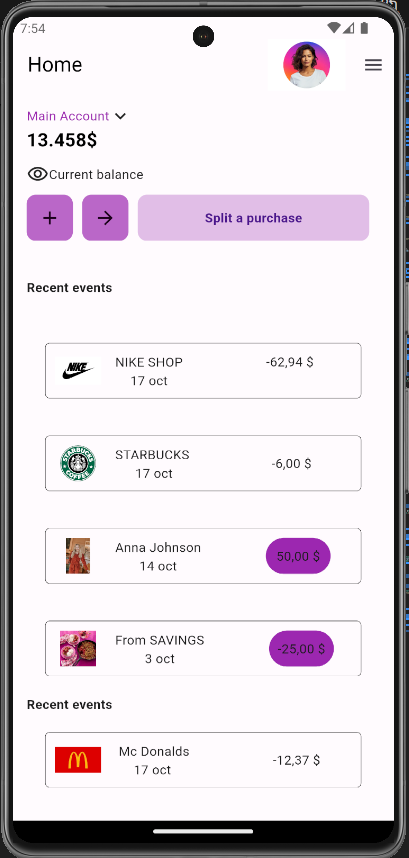 7:54
Home
Main Account
13.458$
Current balance
Split a purchase
Recent events
NIKE
NIKE SHOP
-62,94 $
17 oct
STARBUCKS
COFFEE
STARBUCKS
-6,00 $
17 oct
Anna Johnson
50,00 $
14 oct
From SAVINGS
-25,00 $
3 oct
Recent events
Mc Donalds
-12,37 $
17 oct